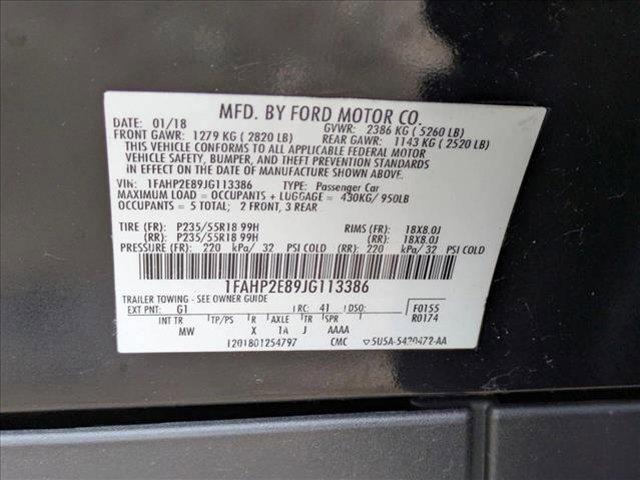 MFD. BY FORD MOTOR CO.
DATE: 01/18 GVWR: 2386 KG ( 5260 LB)
FRONT GAWR: 1279 KG ( 2820 LB) REAR GAWR: 1143 KG ( 2520 LB)
THIS VEHICLE CONFORMS TO ALL APPLICABLE FEDERAL MOTOR
VEHICLE SAFETY, BUMPER, AND THEFT PREVENTION STANDARDS
IN EFFECT ON THE DATE OF MANUFACTURE SHOWN ABOVE.
VIN: 1FAHP2E89JG113386 TYPE: Passenger Car
MAXIMUM LOAD = OCCUPANTS + LUGGAGE = 430KG/ 950LB
OCCUPANTS = 5 TOTAL; 2 FRONT, 3 REAR
TIRE (FR): P235/55R18 99H RIMS (FR): 18X8.0J
(RR): P235/55R18 99H (RR): 18X8.0J
PRESSURE (FR): 220 kPa/ 32 PSI COLD (RR): 220 kPa/ 32 PSI COLD
1FAHP2E89JG113386
TRAILER TOWING - SEE OWNER GUIDE
EXT PNT: G1 RC: 41 DSO: F0155
R0174
INT TR TP/PS R AXLE TR SPR
MW X 1A J AAAA
1201801254797 CMC ▽5U5A-5420472-AA